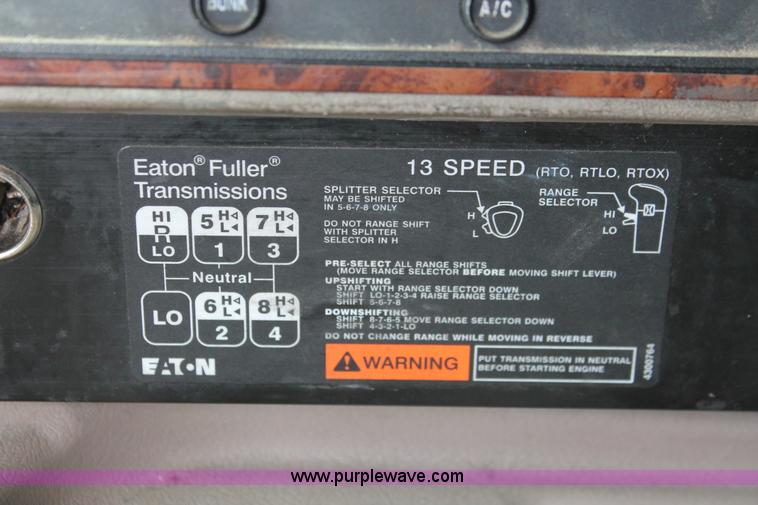 BUNK
A/C
Eaton® Fuller®
Transmissions
13 SPEED (RTO, RTLO, RTOX)
SPLITTER SELECTOR
MAY BE SHIFTED
IN 5-6-7-8 ONLY
H
L
RANGE
SELECTOR
HI
LO
DO NOT RANGE SHIFT
WITH SPLITTER
SELECTOR IN H
HI
R
LO
5 H
L
1
7 H
L
3
Neutral
LO
6 H
L
2
8 H
L
4
PRE-SELECT ALL RANGE SHIFTS
(MOVE RANGE SELECTOR BEFORE MOVING SHIFT LEVER)
UPSHIFTING
START WITH RANGE SELECTOR DOWN
SHIFT LO-1-2-3-4 RAISE RANGE SELECTOR
SHIFT 5-6-7-8
DOWNSHIFTING
SHIFT 8-7-6-5 MOVE RANGE SELECTOR DOWN
SHIFT 4-3-2-1-LO
DO NOT CHANGE RANGE WHILE MOVING IN REVERSE
EATON
WARNING
PUT TRANSMISSION IN NEUTRAL
BEFORE STARTING ENGINE
4300764
www.purplewave.com